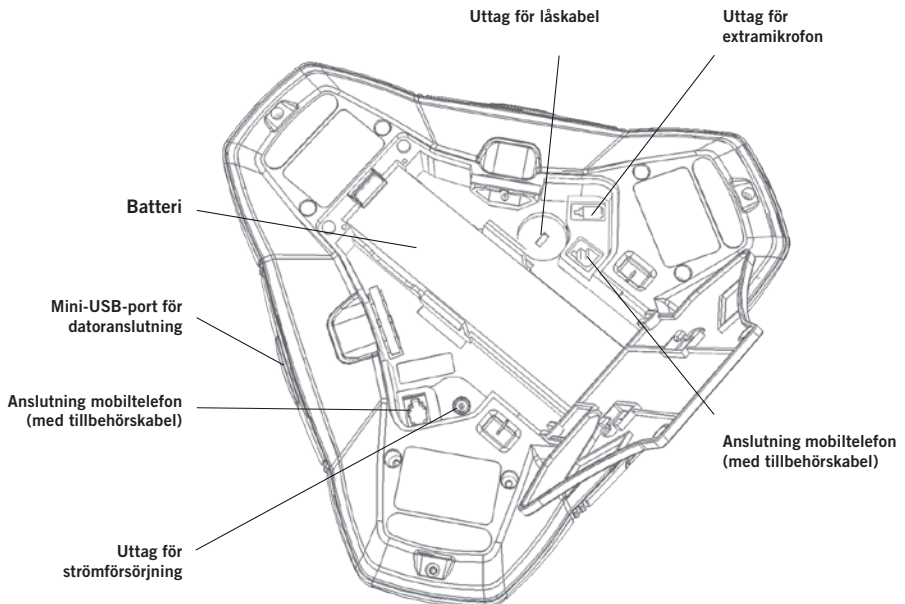 Uttag för låskabel
Uttag för
extramikrofon
Batteri
Mini-USB-port för
datoranslutning
Anslutning mobiltelefon
(med tillbehörskabel)
Anslutning mobiltelefon
(med tillbehörskabel)
Uttag för
strömförsörjning